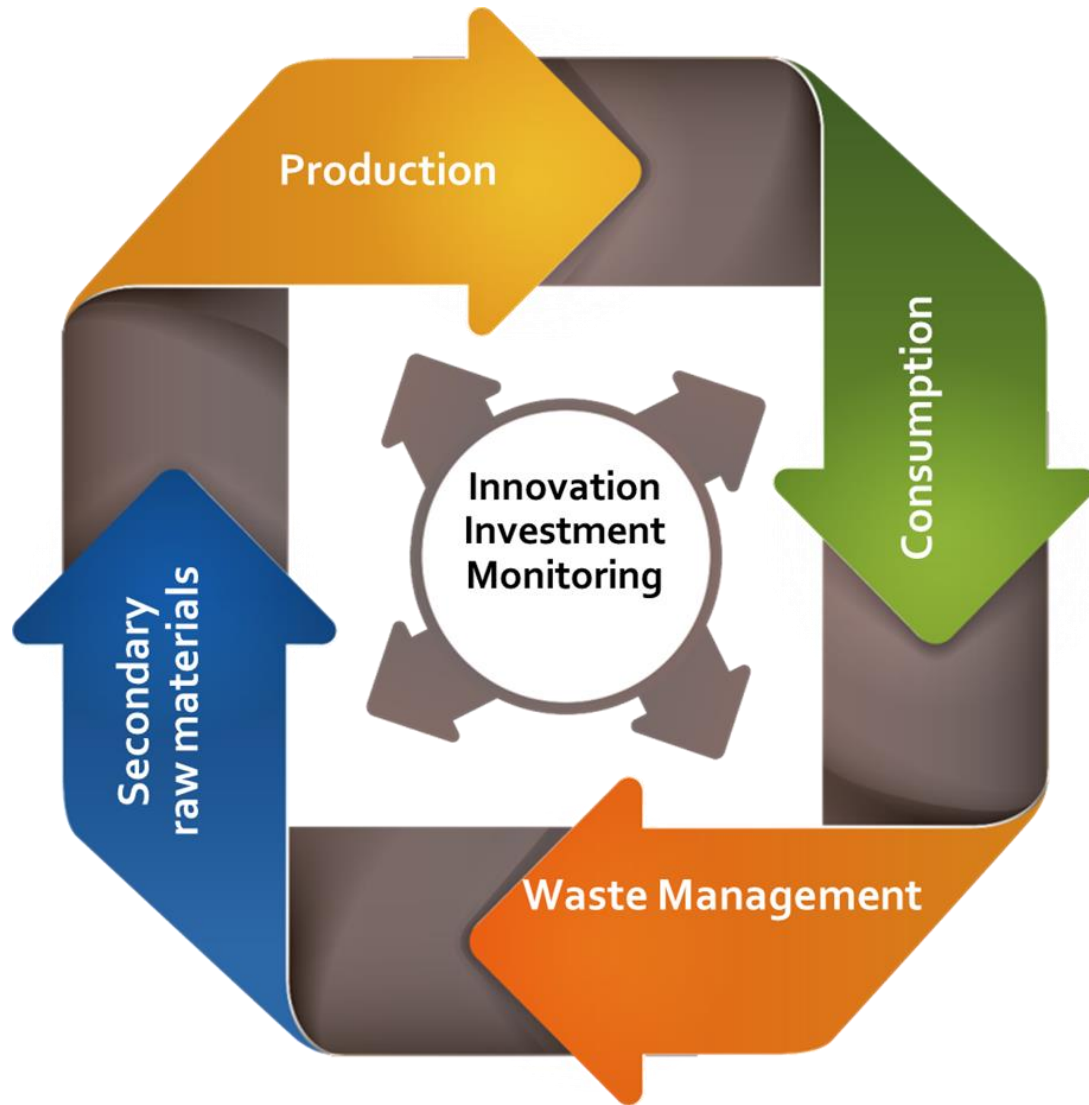 Production
Consumption
Innovation
Investment
Monitoring
Secondary
raw materials
Waste Management